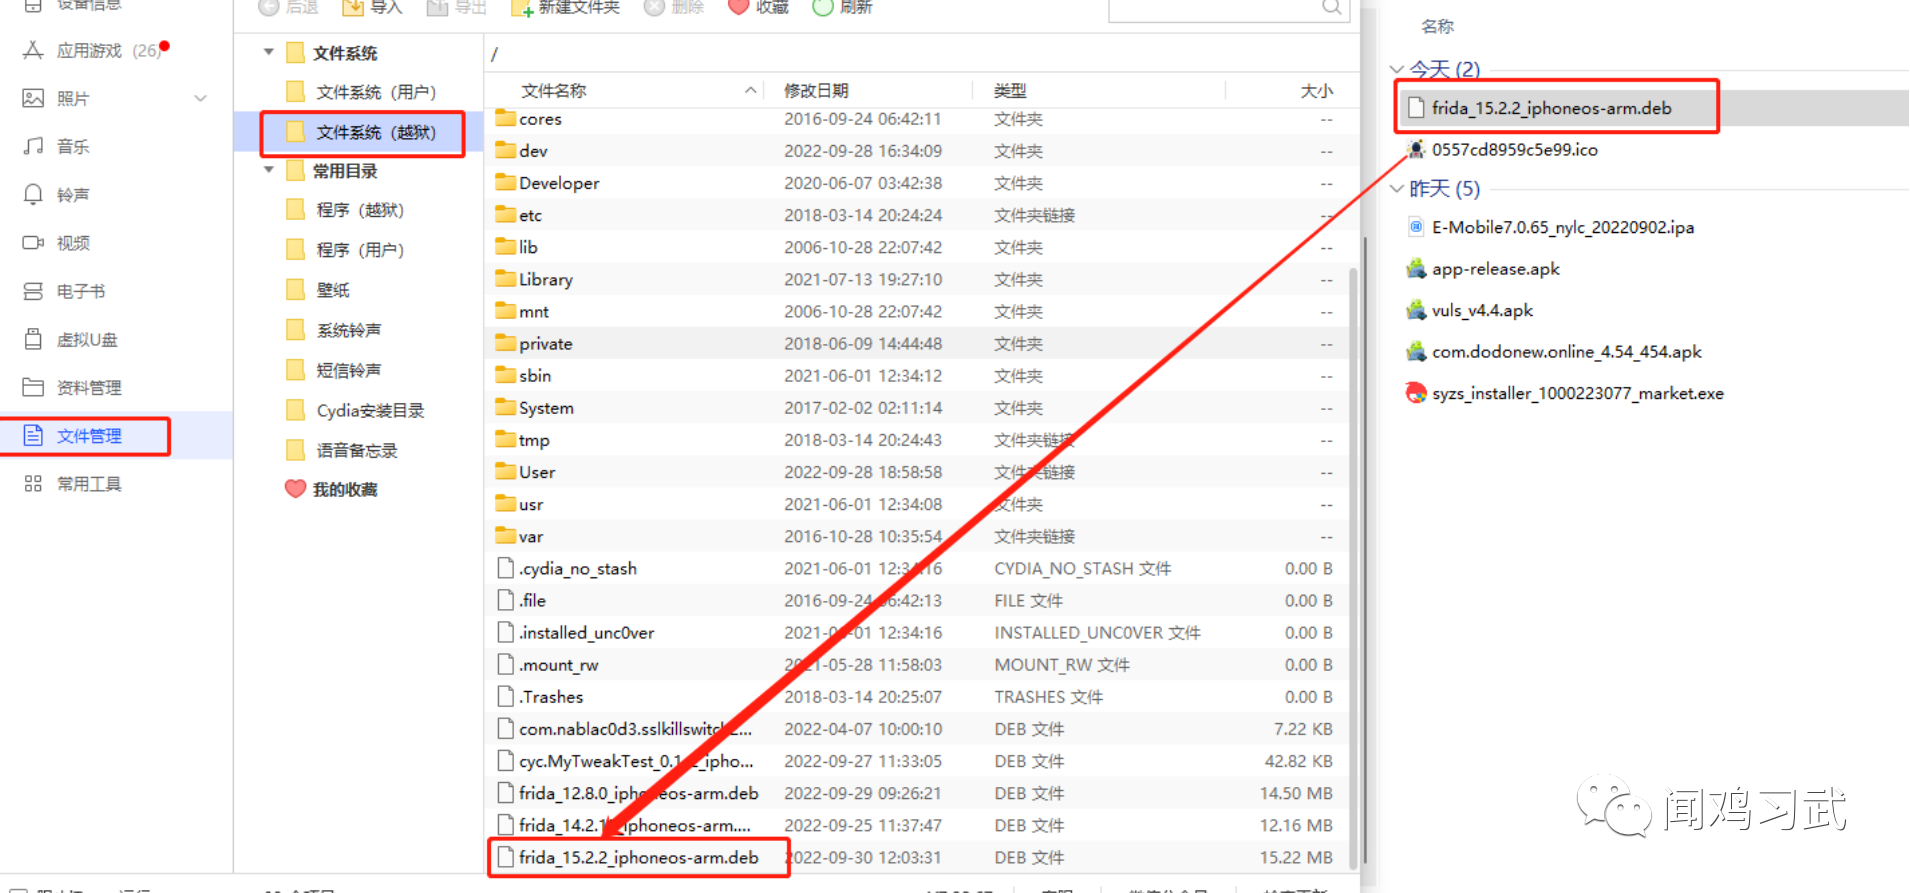 设备信息
应用游戏 (26)
照片
音乐
铃声
视频
电子书
虚拟U盘
资料管理
文件管理
常用工具
后退 导入 导出 新建文件夹 删除 收藏 刷新
文件系统
文件系统（用户）
文件系统（越狱）
常用目录
程序（越狱）
程序（用户）
壁纸
系统铃声
短信铃声
Cydia安装目录
语音备忘录
我的收藏
/
文件名称 修改日期 类型 大小
cores 2016-09-24 06:42:11 文件夹 --
dev 2022-09-28 16:34:09 文件夹 --
Developer 2020-06-07 03:42:38 文件夹 --
etc 2018-03-14 20:24:24 文件夹链接 --
lib 2006-10-28 22:07:42 文件夹 --
Library 2021-07-13 19:27:10 文件夹 --
mnt 2006-10-28 22:07:42 文件夹 --
private 2018-06-09 14:44:48 文件夹 --
sbin 2021-06-01 12:34:12 文件夹 --
System 2017-02-02 02:11:14 文件夹 --
tmp 2018-03-14 20:24:43 文件夹链接 --
User 2022-09-28 18:58:58 文件夹链接 --
usr 2021-06-01 12:34:08 文件夹 --
var 2016-10-28 10:35:54 文件夹链接 --
.cydia_no_stash 2021-06-01 12:34:16 CYDIA_NO_STASH 文件 0.00 B
.file 2016-09-24 06:42:13 FILE 文件 0.00 B
.installed_unc0ver 2021-06-01 12:34:16 INSTALLED_UNC0VER 文件 0.00 B
.mount_rw 2021-05-28 11:58:03 MOUNT_RW 文件 0.00 B
.Trashes 2018-03-14 20:25:07 TRASHES 文件 0.00 B
com.nablac0d3.sslkillswitch2... 2022-04-07 10:00:10 DEB 文件 7.22 KB
cyc.MyTweakTest_0.1 2_ipho... 2022-09-27 11:33:05 DEB 文件 42.82 KB
frida_12.8.0_iphoneos-arm.deb 2022-09-29 09:26:21 DEB 文件 14.50 MB
frida_14.2.1 _iphoneos-arm.... 2022-09-25 11:37:47 DEB 文件 12.16 MB
frida_15.2.2_iphoneos-arm.deb 2022-09-30 12:03:31 DEB 文件 15.22 MB
名称
今天 (2)
frida_15.2.2_iphoneos-arm.deb
0557cd8959c5e99.ico
昨天 (5)
E-Mobile7.0.65_nylc_20220902.ipa
app-release.apk
vuls_v4.4.apk
com.dodonew.online_4.54_454.apk
syzs_installer_1000223077_market.exe
闻鸡习武